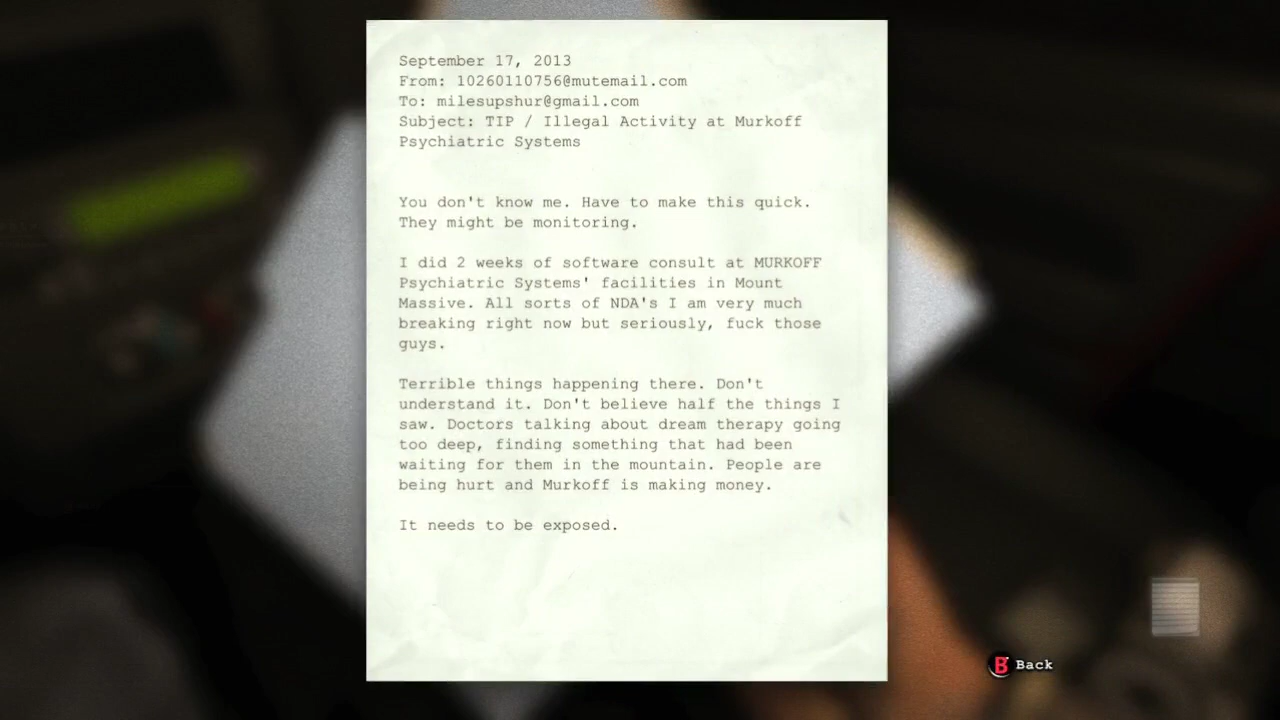 September 17, 2013
From: 10260110756@mutemail.com
To: milesupshur@gmail.com
Subject: TIP / Illegal Activity at Murkoff
Psychiatric Systems
You don't know me. Have to make this quick.
They might be monitoring.
I did 2 weeks of software consult at MURKOFF
Psychiatric Systems' facilities in Mount
Massive. All sorts of NDA's I am very much
breaking right now but seriously, fuck those
guys.
Terrible things happening there. Don't
understand it. Don't believe half the things I
saw. Doctors talking about dream therapy going
too deep, finding something that had been
waiting for them in the mountain. People are
being hurt and Murkoff is making money.
It needs to be exposed.
B Back